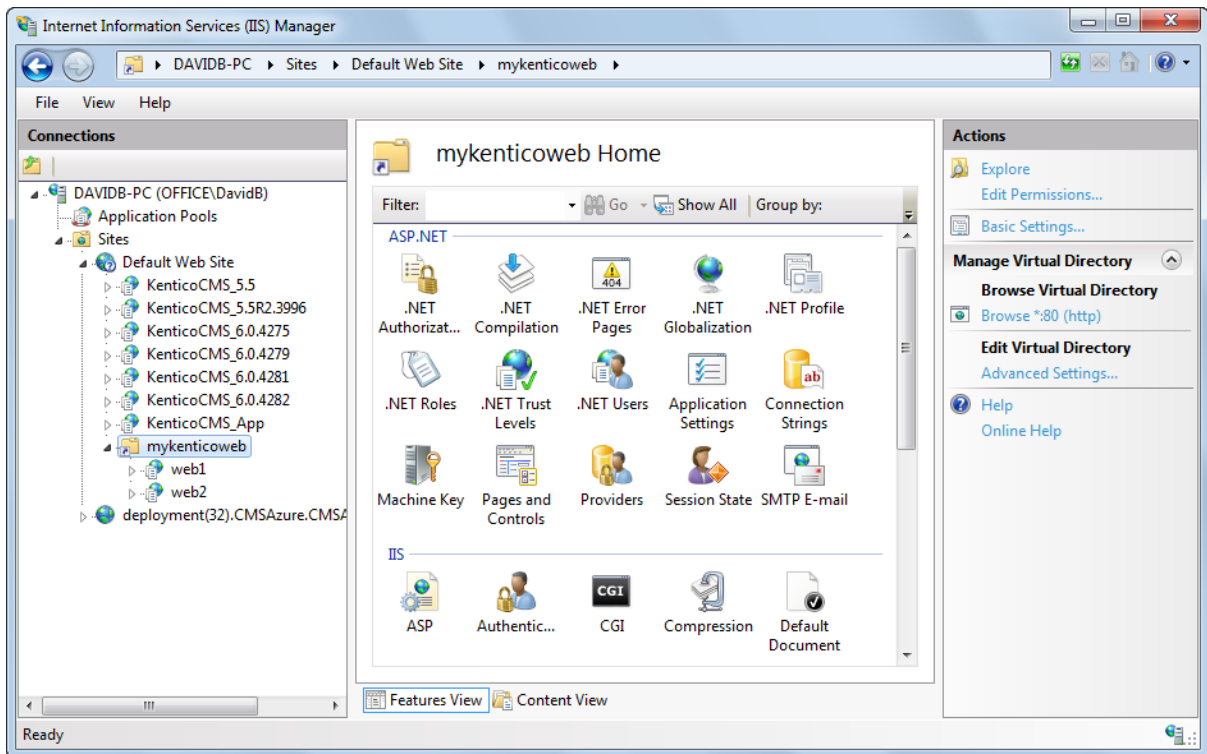 Internet Information Services (IIS) Manager
DAVIDB-PC Sites Default Web Site mykenticoweb
File View Help
Connections
DAVIDB-PC (OFFICE\DavidB)
Application Pools
Sites
Default Web Site
KenticoCMS_5.5
KenticoCMS_5.5R2.3996
KenticoCMS_6.0.4275
KenticoCMS_6.0.4279
KenticoCMS_6.0.4281
KenticoCMS_6.0.4282
KenticoCMS_App
mykenticoweb
web1
web2
deployment(32).CMSAzure.CMSA
mykenticoweb Home
Filter: Go Show All Group by:
ASP.NET
404
.NET Authorizat...
.NET Compilation
.NET Error Pages
.NET Globalization
.NET Profile
ab
.NET Roles
.NET Trust Levels
.NET Users
Application Settings
Connection Strings
Machine Key
Pages and Controls
Providers
Session State
SMTP E-mail
IIS
CGI
ASP
Authentic...
CGI
Compression
Default Document
Features View Content View
Actions
Explore
Edit Permissions...
Basic Settings...
Manage Virtual Directory
Browse Virtual Directory
Browse *:80 (http)
Edit Virtual Directory
Advanced Settings...
Help
Online Help
Ready